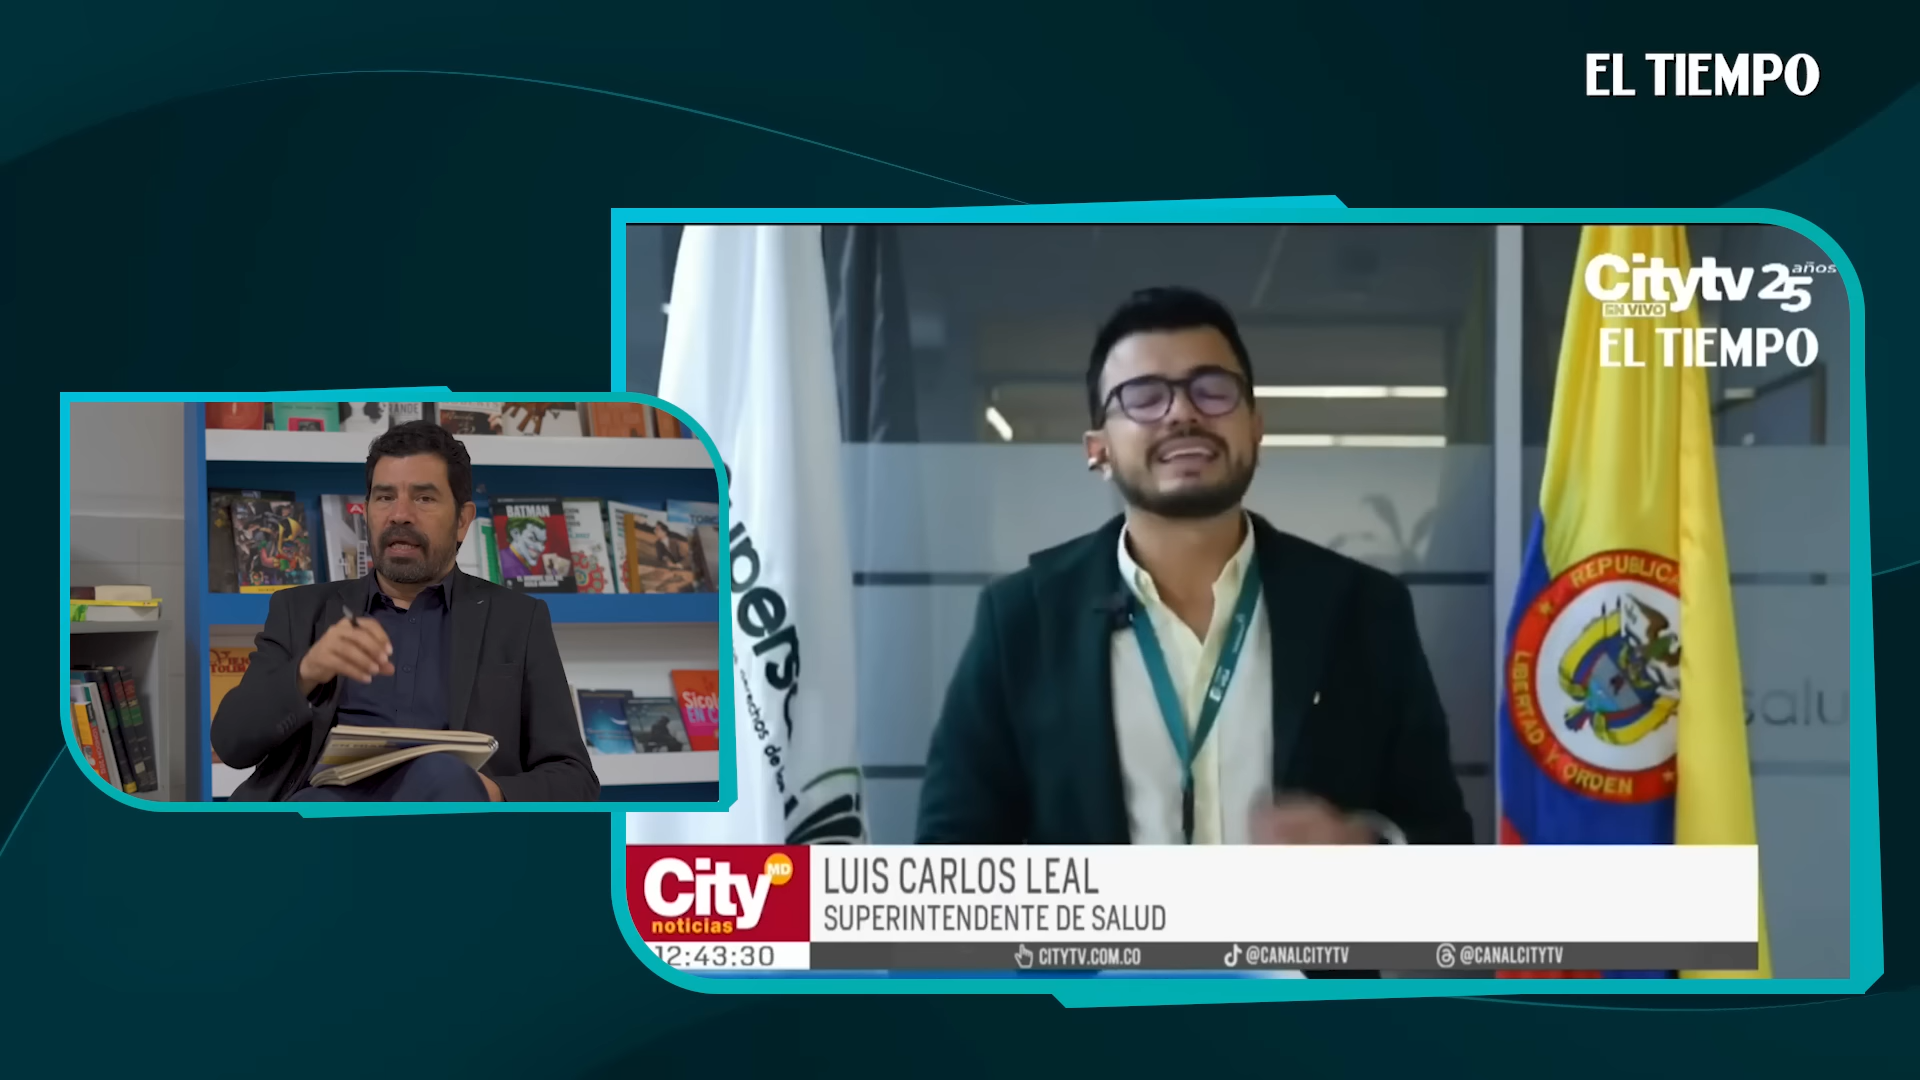 EL TIEMPO
Citytv 25 años
EN VIVO
EL TIEMPO
BATMAN
REPUBLICA
LIBERTAD Y ORDEN
salu
City MD
noticias
LUIS CARLOS LEAL
SUPERINTENDENTE DE SALUD
12:43:30
CITYTV.COM.CO
@CANALCITYTV
@CANALCITYTV